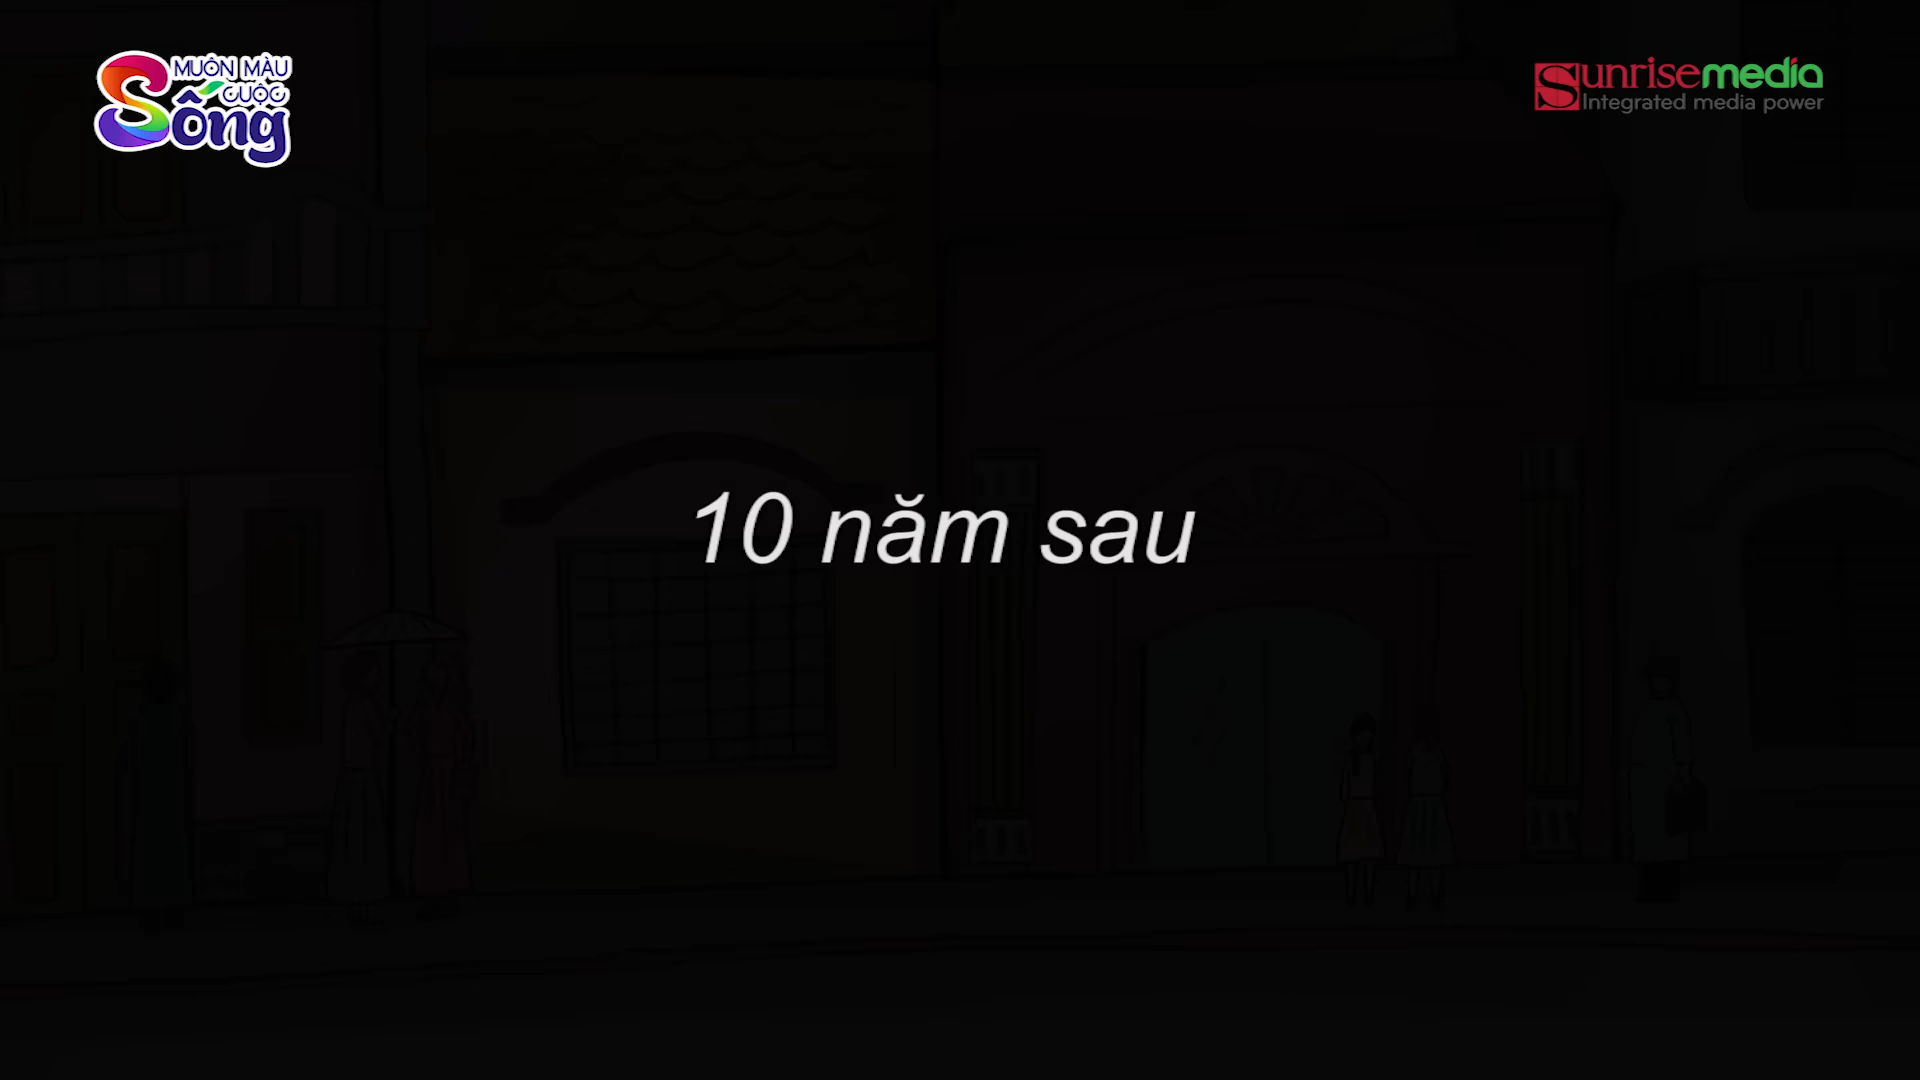 MUÔN MÀU
CUỘC
Sống
Sunrisemedia
Integrated media power
10 năm sau